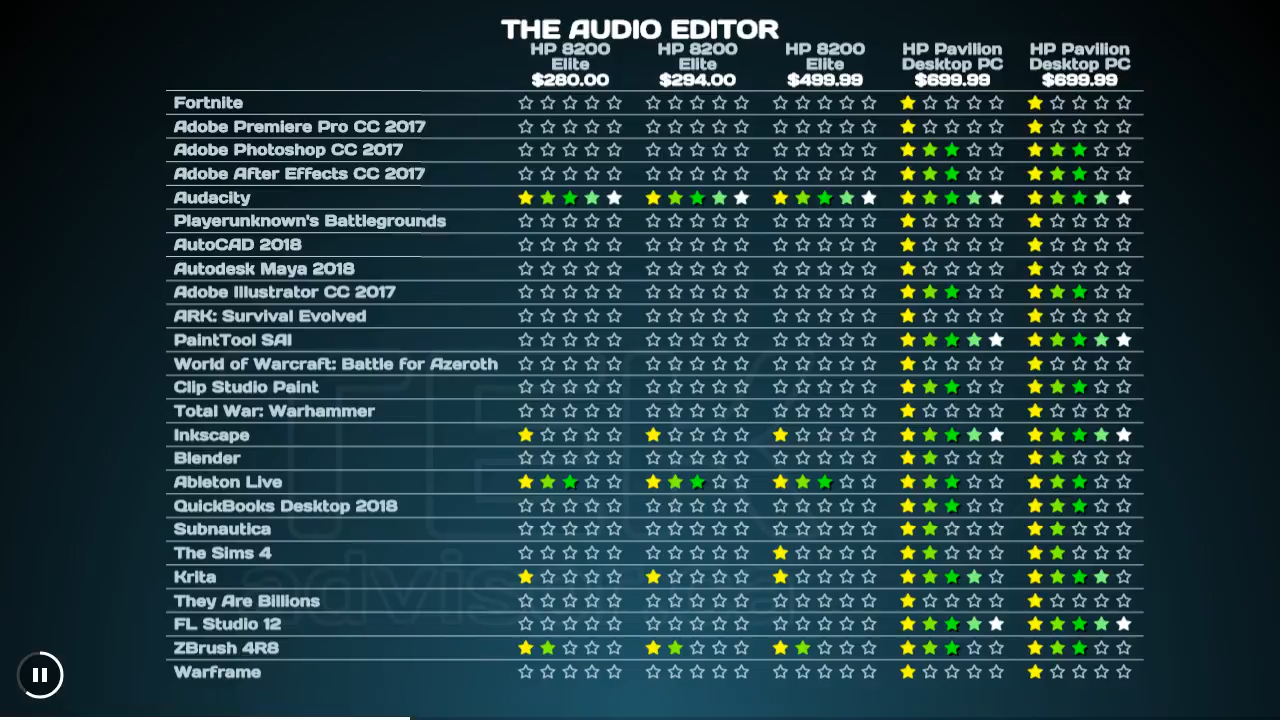 THE AUDIO EDITOR
HP 8200 Elite $280.00
HP 8200 Elite $294.00
HP 8200 Elite $499.99
HP Pavilion Desktop PC $699.99
HP Pavilion Desktop PC $699.99
Fortnite
Adobe Premiere Pro CC 2017
Adobe Photoshop CC 2017
Adobe After Effects CC 2017
Audacity
Playerunknown's Battlegrounds
AutoCAD 2018
Autodesk Maya 2018
Adobe Illustrator CC 2017
ARK: Survival Evolved
PaintTool SAI
World of Warcraft: Battle for Azeroth
Clip Studio Paint
Total War: Warhammer
Inkscape
Blender
Ableton Live
QuickBooks Desktop 2018
Subnautica
The Sims 4
Krita
They Are Billions
FL Studio 12
ZBrush 4R8
Warframe